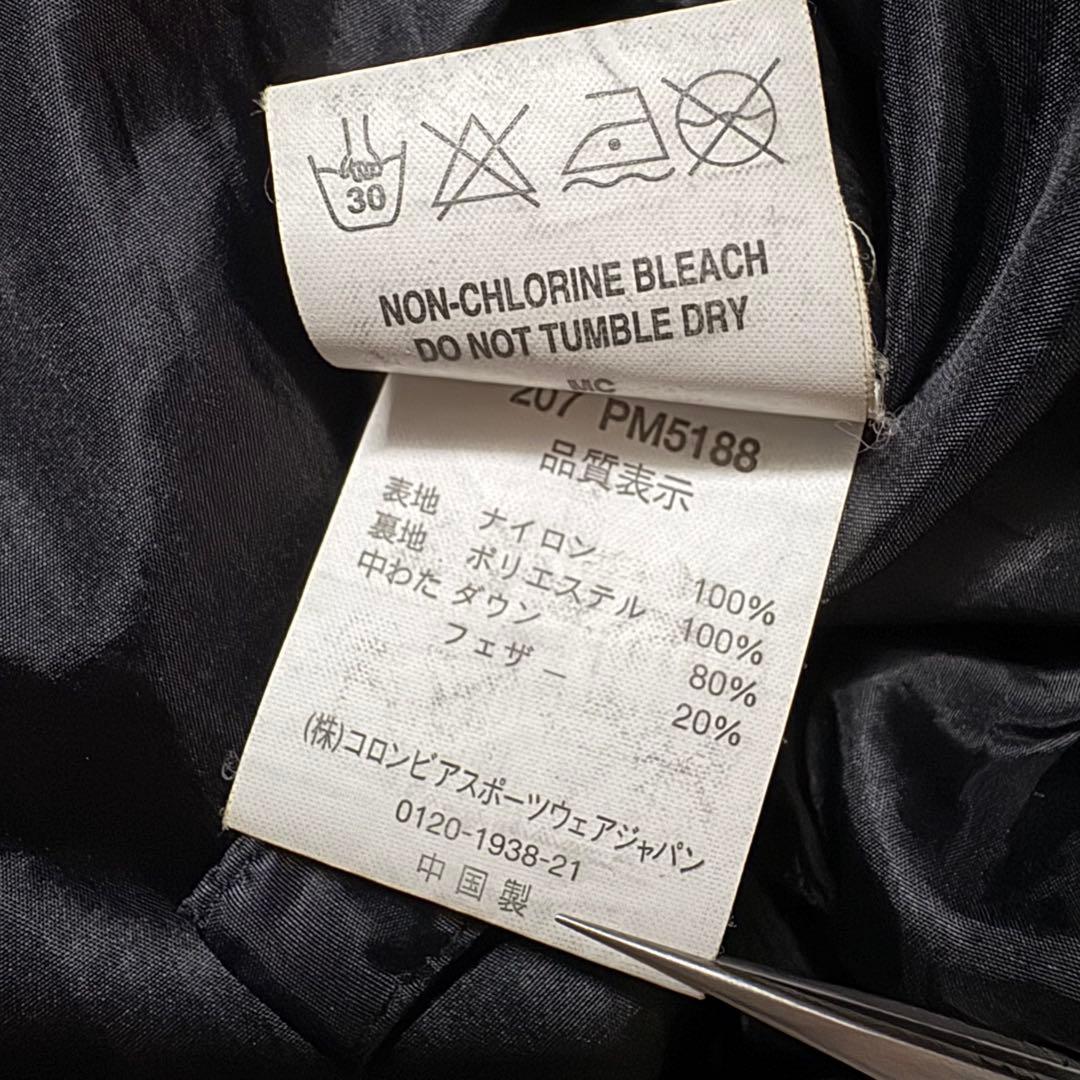 30
NON-CHLORINE BLEACH
DO NOT TUMBLE DRY
MC
207 PM5188
品質表示
表地 ナイロン 100%
裏地 ポリエステル 100%
中わた ダウン 80%
フェザー 20%
(株)コロンビアスポーツウェアジャパン
0120-1938-21
中国製